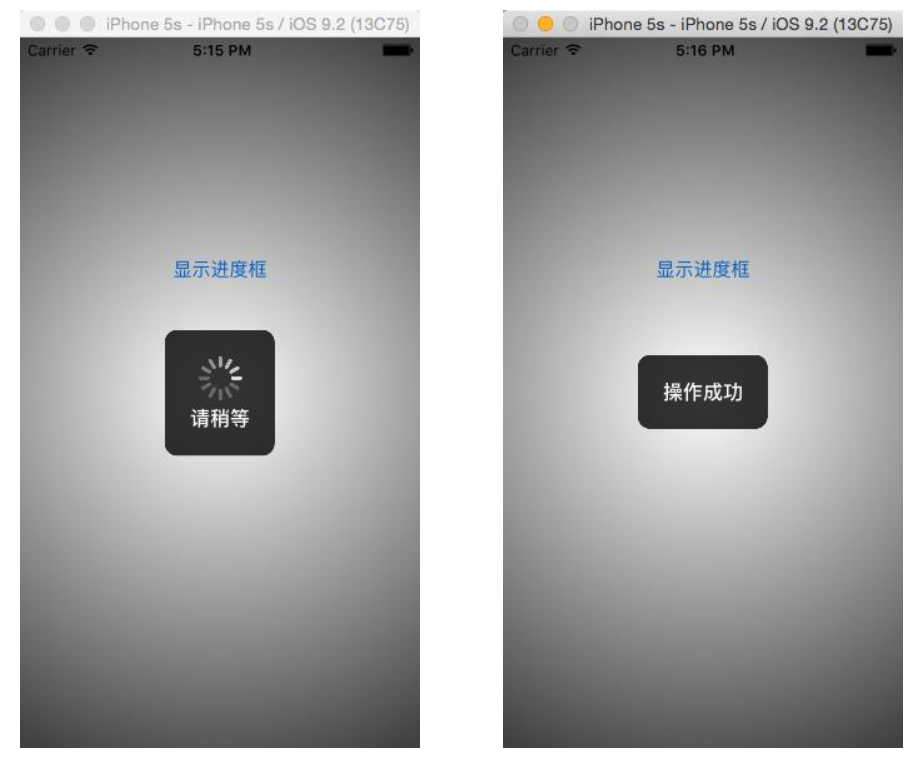 iPhone 5s - iPhone 5s / iOS 9.2 (13C75)
Carrier 5:15 PM
显示进度框
请稍等
iPhone 5s - iPhone 5s / iOS 9.2 (13C75)
Carrier 5:16 PM
显示进度框
操作成功